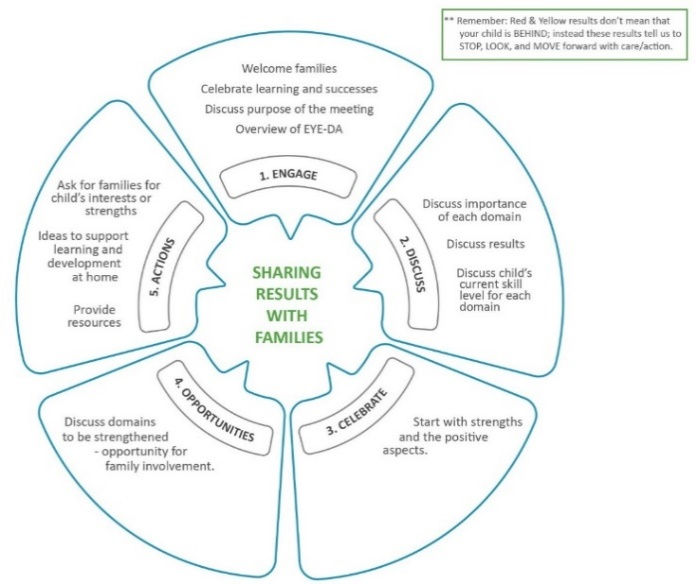 ** Remember: Red & Yellow results don't mean that
your child is BEHIND; instead these results tell us to
STOP, LOOK, and MOVE forward with care/action.
Welcome families
Celebrate learning and successes
Discuss purpose of the meeting
Overview of EYE-DA
1. ENGAGE
Discuss importance
of each domain
Discuss results
Discuss child's
current skill
level for each
domain
2. DISCUSS
Start with strengths
and the positive
aspects.
3. CELEBRATE
Discuss domains
to be strengthened
- opportunity for
family involvement.
4. OPPORTUNITIES
Ask for families for
child's interests or
strengths
Ideas to support
learning and
development
at home
Provide
resources
5. ACTIONS
SHARING
RESULTS
WITH
FAMILIES